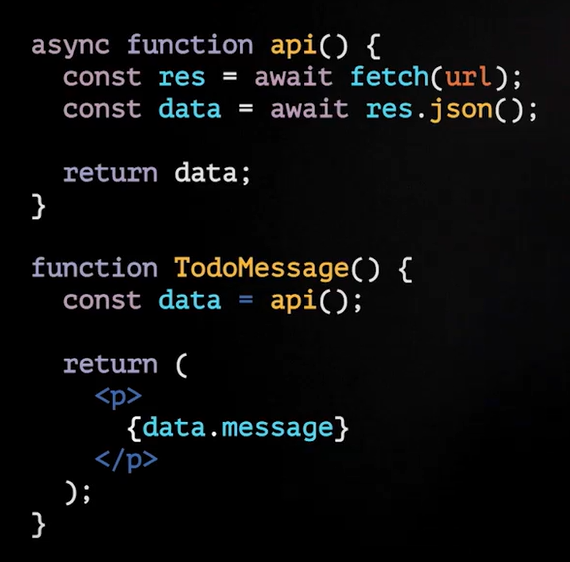 async function api() {
  const res = await fetch(url);
  const data = await res.json();

  return data;
}

function TodoMessage() {
  const data = api();

  return (
    <p>
      {data.message}
    </p>
  );
}